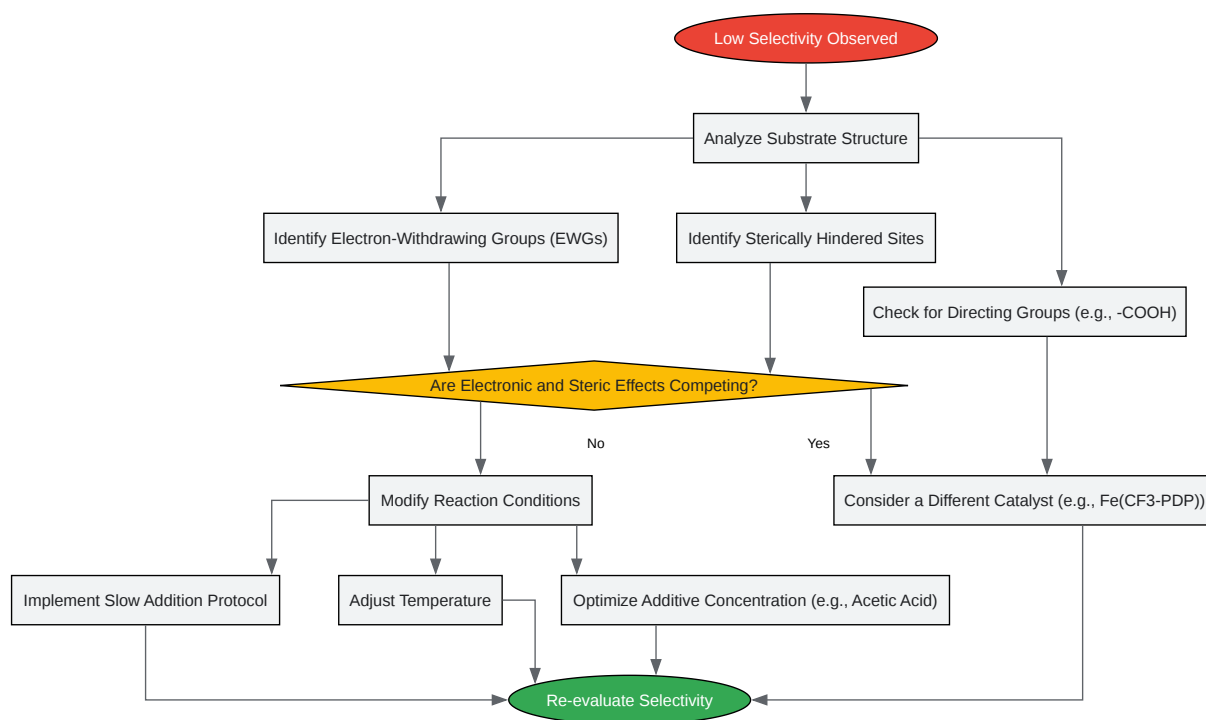 Low Selectivity Observed
Analyze Substrate Structure
Identify Electron-Withdrawing Groups (EWGs)
Identify Sterically Hindered Sites
Check for Directing Groups (e.g., -COOH)
Are Electronic and Steric Effects Competing?
No
Yes
Modify Reaction Conditions
Consider a Different Catalyst (e.g., Fe(CF3-PDP))
Implement Slow Addition Protocol
Adjust Temperature
Optimize Additive Concentration (e.g., Acetic Acid)
Re-evaluate Selectivity